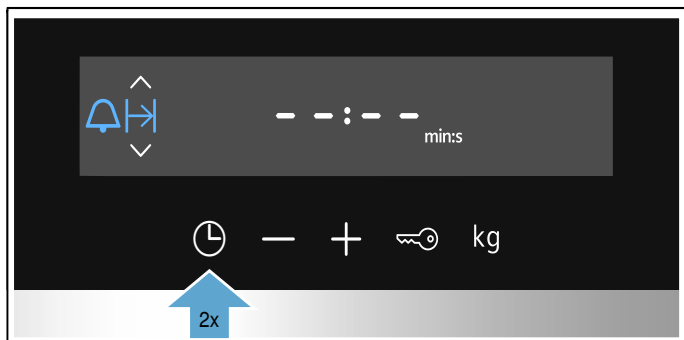 – –:– –
min:s
kg
2x